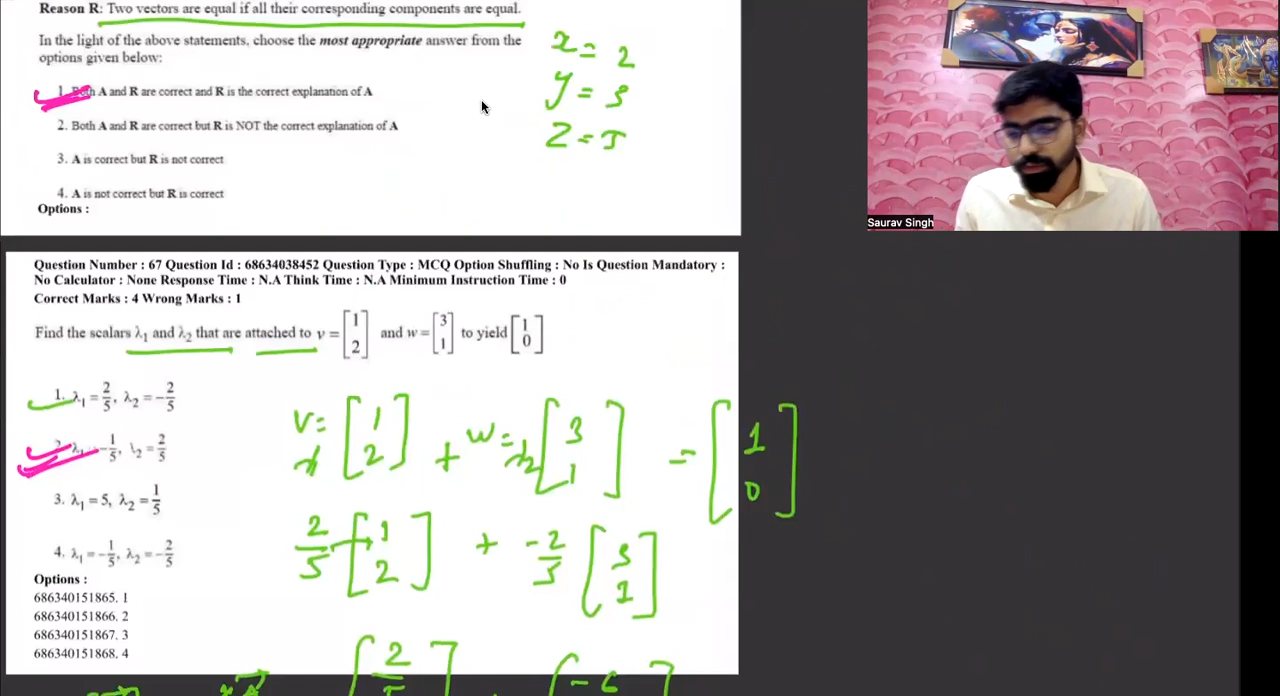 Reason R: Two vectors are equal if all their corresponding components are equal.
In the light of the above statements, choose the most appropriate answer from the
options given below:
1. Both A and R are correct and R is the correct explanation of A
2. Both A and R are correct but R is NOT the correct explanation of A
3. A is correct but R is not correct
4. A is not correct but R is correct
Options :
x = 2
y = 3
z = 5
Saurav Singh
Question Number : 67 Question Id : 68634038452 Question Type : MCQ Option Shuffling : No Is Question Mandatory :
No Calculator : None Response Time : N.A Think Time : N.A Minimum Instruction Time : 0
Correct Marks : 4 Wrong Marks : 1
Find the scalars λ₁ and λ₂ that are attached to v = [1 2] and w = [3 1] to yield [1 0]
1. λ₁ = 2/5, λ₂ = -2/5
-1/5, λ₂ = 2/5
3. λ₁ = 5, λ₂ = 1/5
4. λ₁ = -1/5, λ₂ = -2/5
Options :
686340151865. 1
686340151866. 2
686340151867. 3
686340151868. 4
v = [1 2] + w = λ2 [3 1] = [1 0]
2/5 [1 2] + -2/5 [3 1]